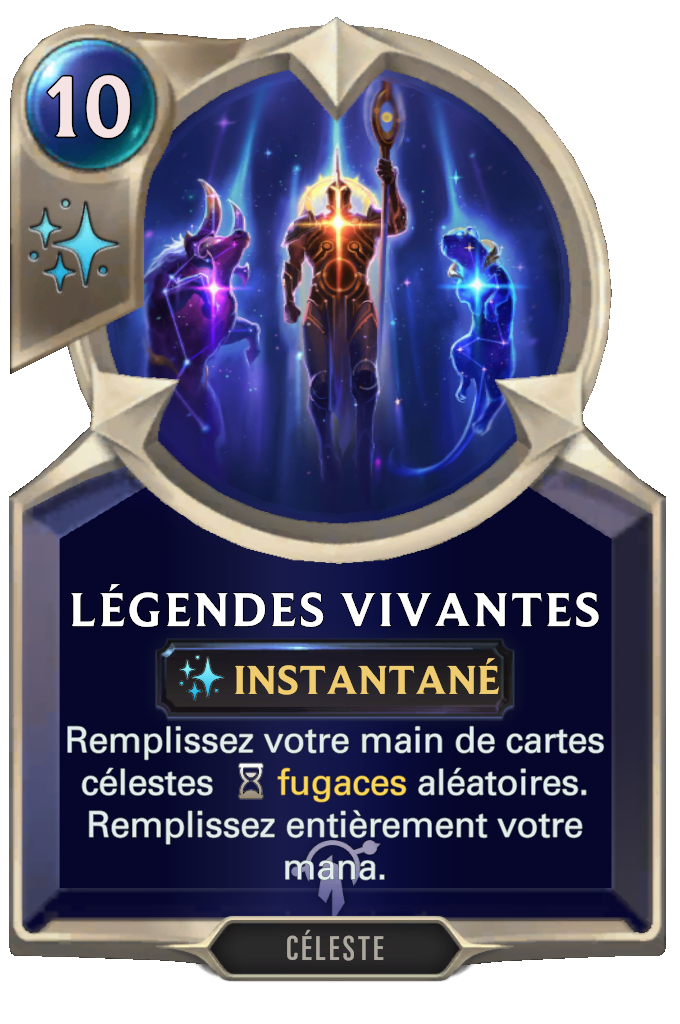 10
LÉGENDES VIVANTES
INSTANTANÉ
Remplissez votre main de cartes
célestes fugaces aléatoires.
Remplissez entièrement votre
mana.
CÉLESTE